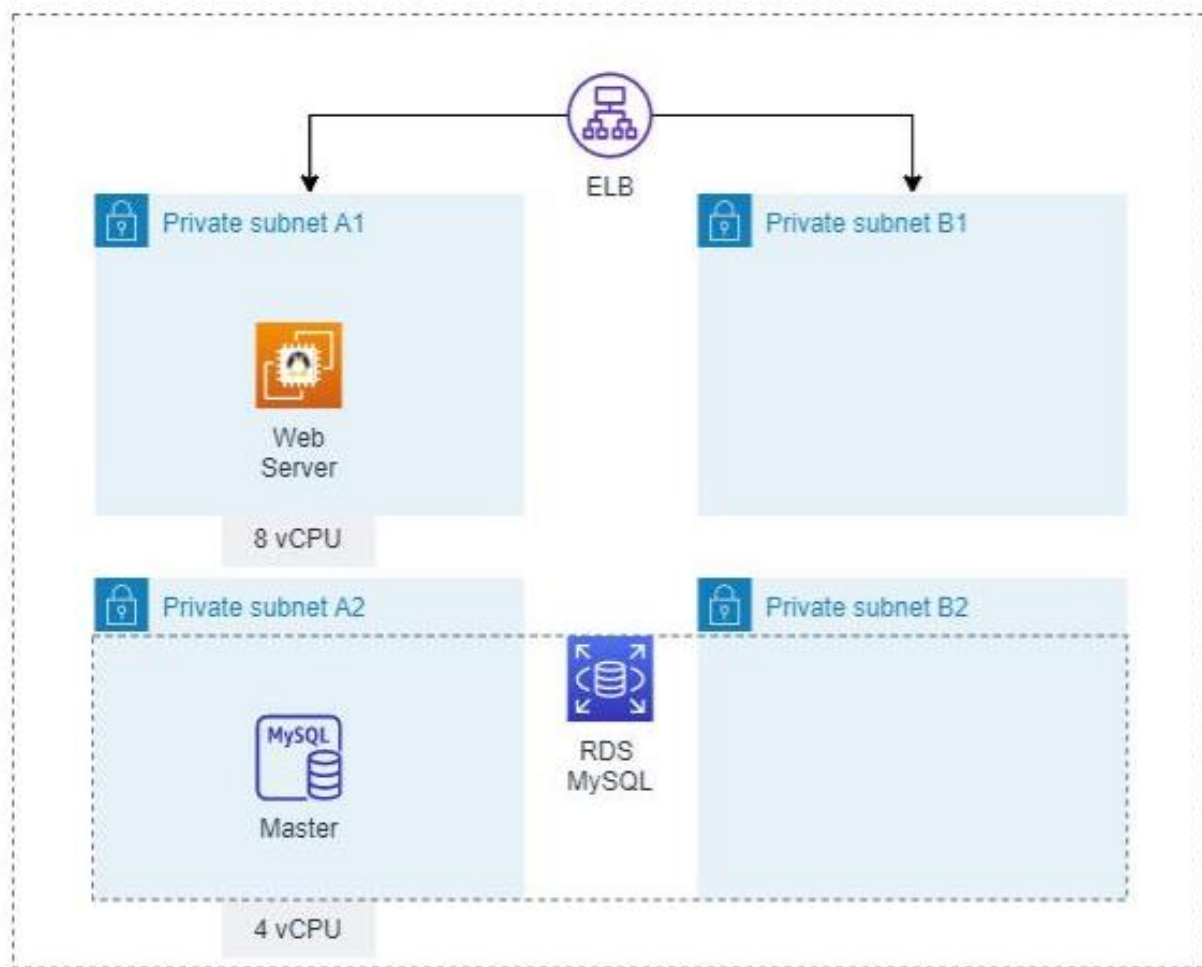 ELB
Private subnet A1
Private subnet B1
Web
Server
8 vCPU
Private subnet A2
Private subnet B2
MySQL
RDS
MySQL
Master
4 vCPU